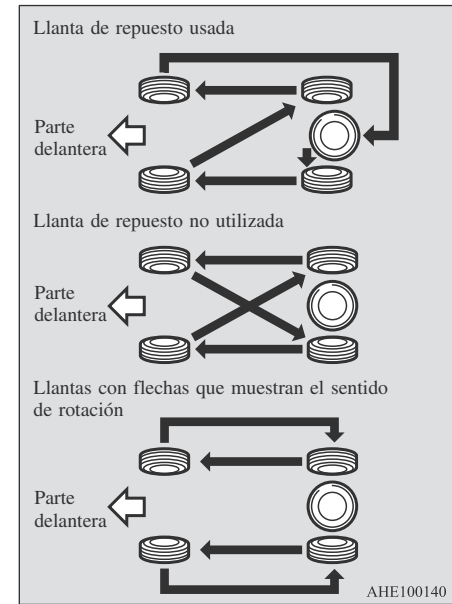 Llanta de repuesto usada
Parte
delantera
Llanta de repuesto no utilizada
Parte
delantera
Llantas con flechas que muestran el sentido
de rotación
Parte
delantera
AHE100140